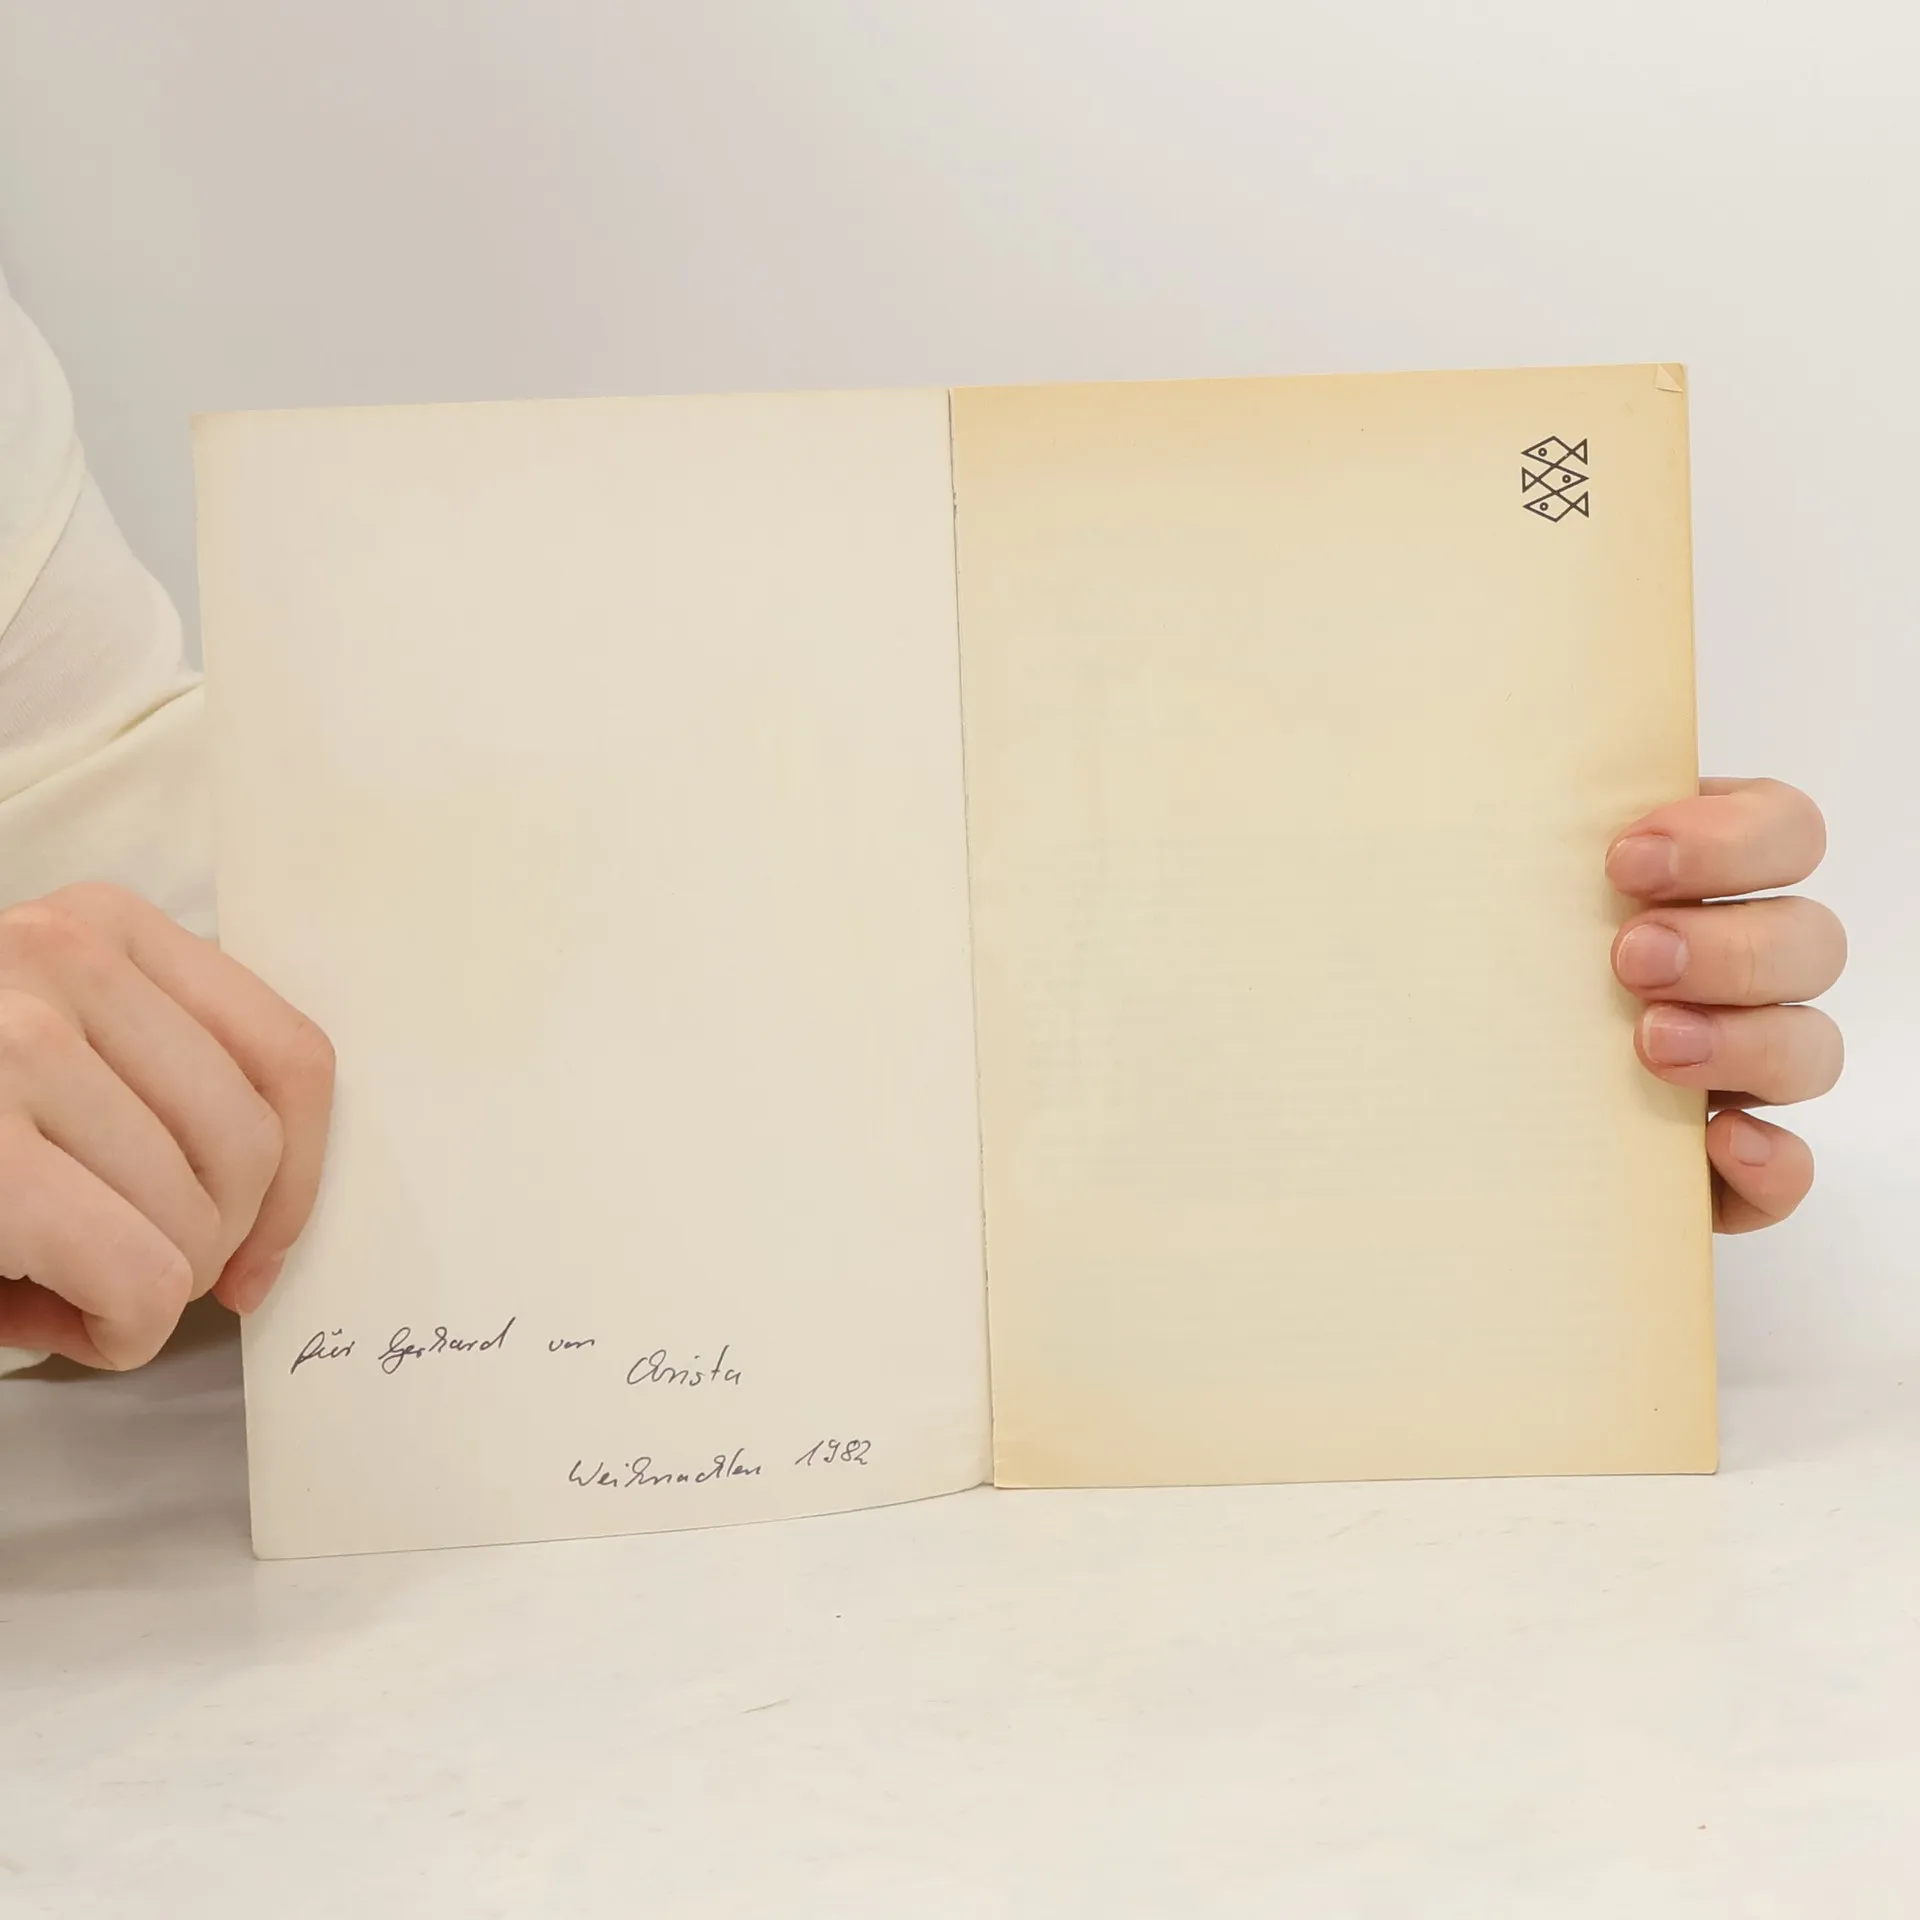 für Gerhard von
Christa
Weihnachten 1982